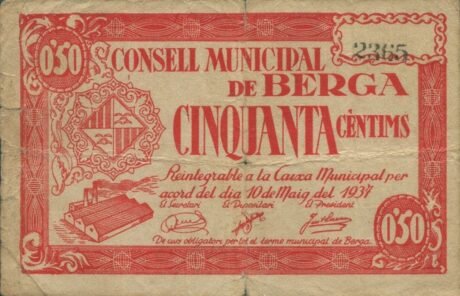 0'50
CONSELL MUNICIPAL
2365
DE BERGA
CINQUANTA CÈNTIMS
Reintegrable a la Caixa Municipal per
acord del dia 10 de Maig del 1937
El Secretari El Dipositari El President
De curs obligatori per tot el terme municipal de Berga.
0'50